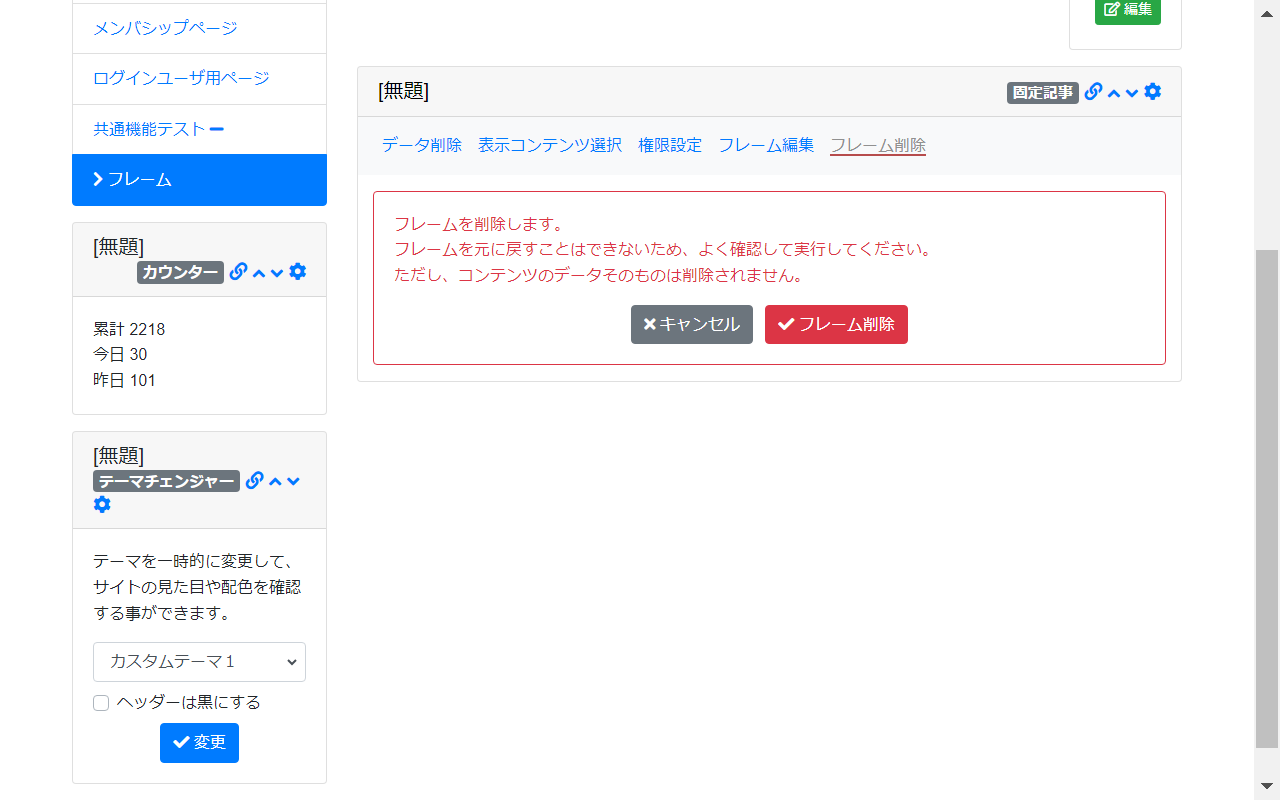 メンバシップページ
ログインユーザ用ページ
共通機能テスト
フレーム
[無題]
カウンター
累計 2218
今日 30
昨日 101
[無題]
テーマチェンジャー
テーマを一時的に変更して、
サイトの見た目や配色を確認
する事ができます。
カスタムテーマ１
ヘッダーは黒にする
変更
編集
[無題]
固定記事
データ削除 表示コンテンツ選択 権限設定 フレーム編集 フレーム削除
フレームを削除します。
フレームを元に戻すことはできないため、よく確認して実行してください。
ただし、コンテンツのデータそのものは削除されません。
キャンセル フレーム削除